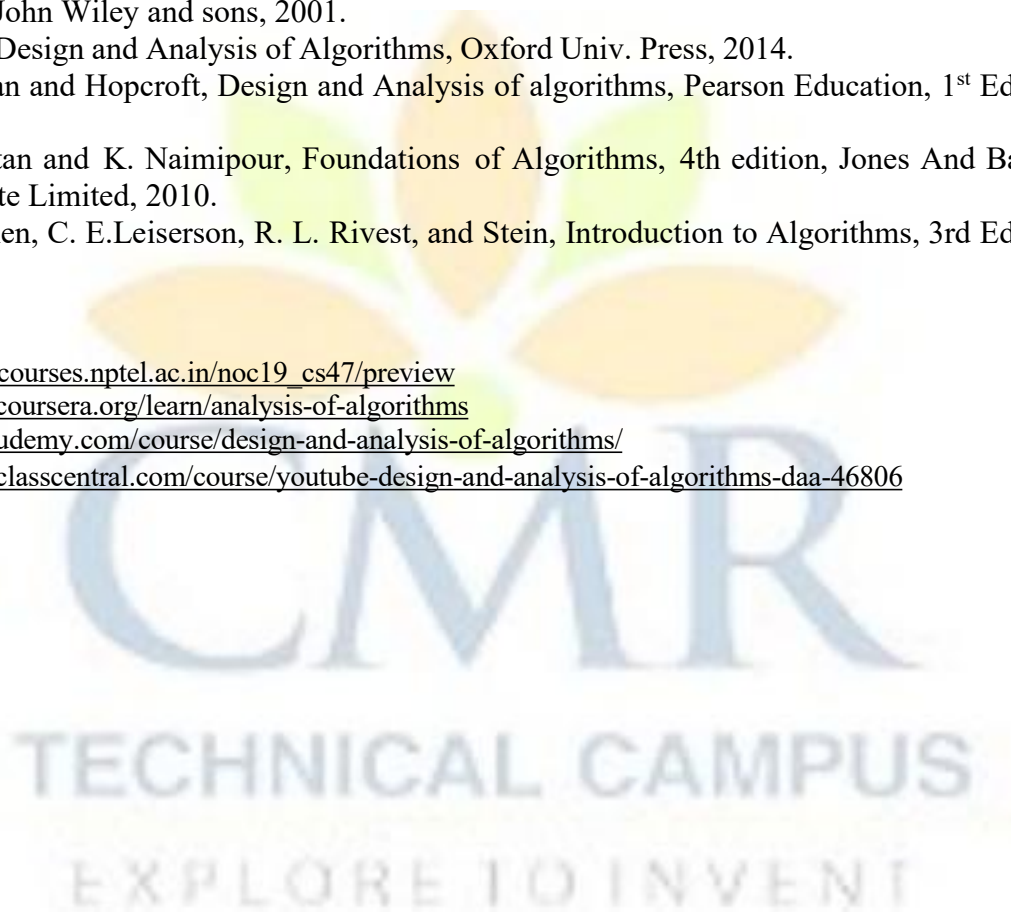 John Wiley and sons, 2001.
Design and Analysis of Algorithms, Oxford Univ. Press, 2014.
an and Hopcroft, Design and Analysis of algorithms, Pearson Education, 1st Ed
tan and K. Naimipour, Foundations of Algorithms, 4th edition, Jones And Ba
te Limited, 2010.
en, C. E.Leiserson, R. L. Rivest, and Stein, Introduction to Algorithms, 3rd Ed
courses.nptel.ac.in/noc19_cs47/preview
coursera.org/learn/analysis-of-algorithms
udemy.com/course/design-and-analysis-of-algorithms/
classcentral.com/course/youtube-design-and-analysis-of-algorithms-daa-46806
CMR
TECHNICAL CAMPUS
EXPLORE TO INVENT